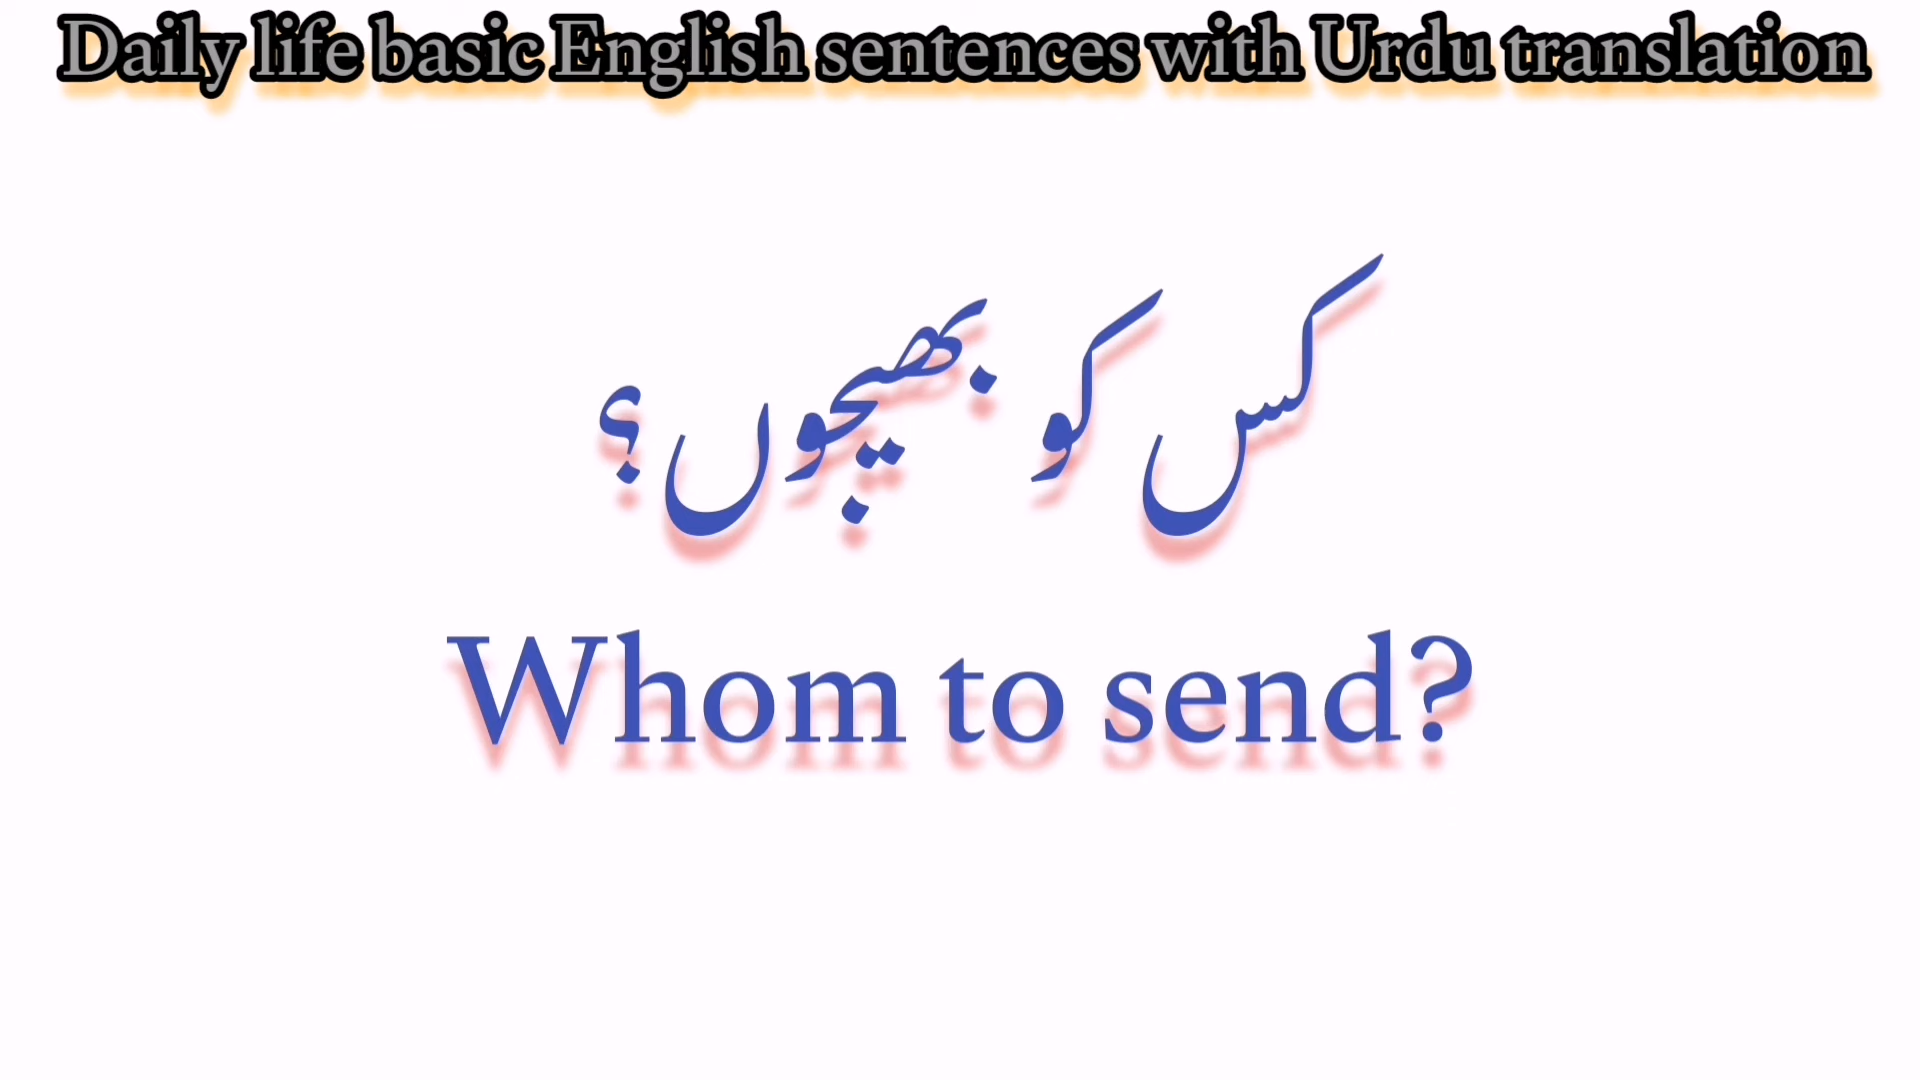 Daily life basic English sentences with Urdu translation
کس کو بھیجوں؟
Whom to send?